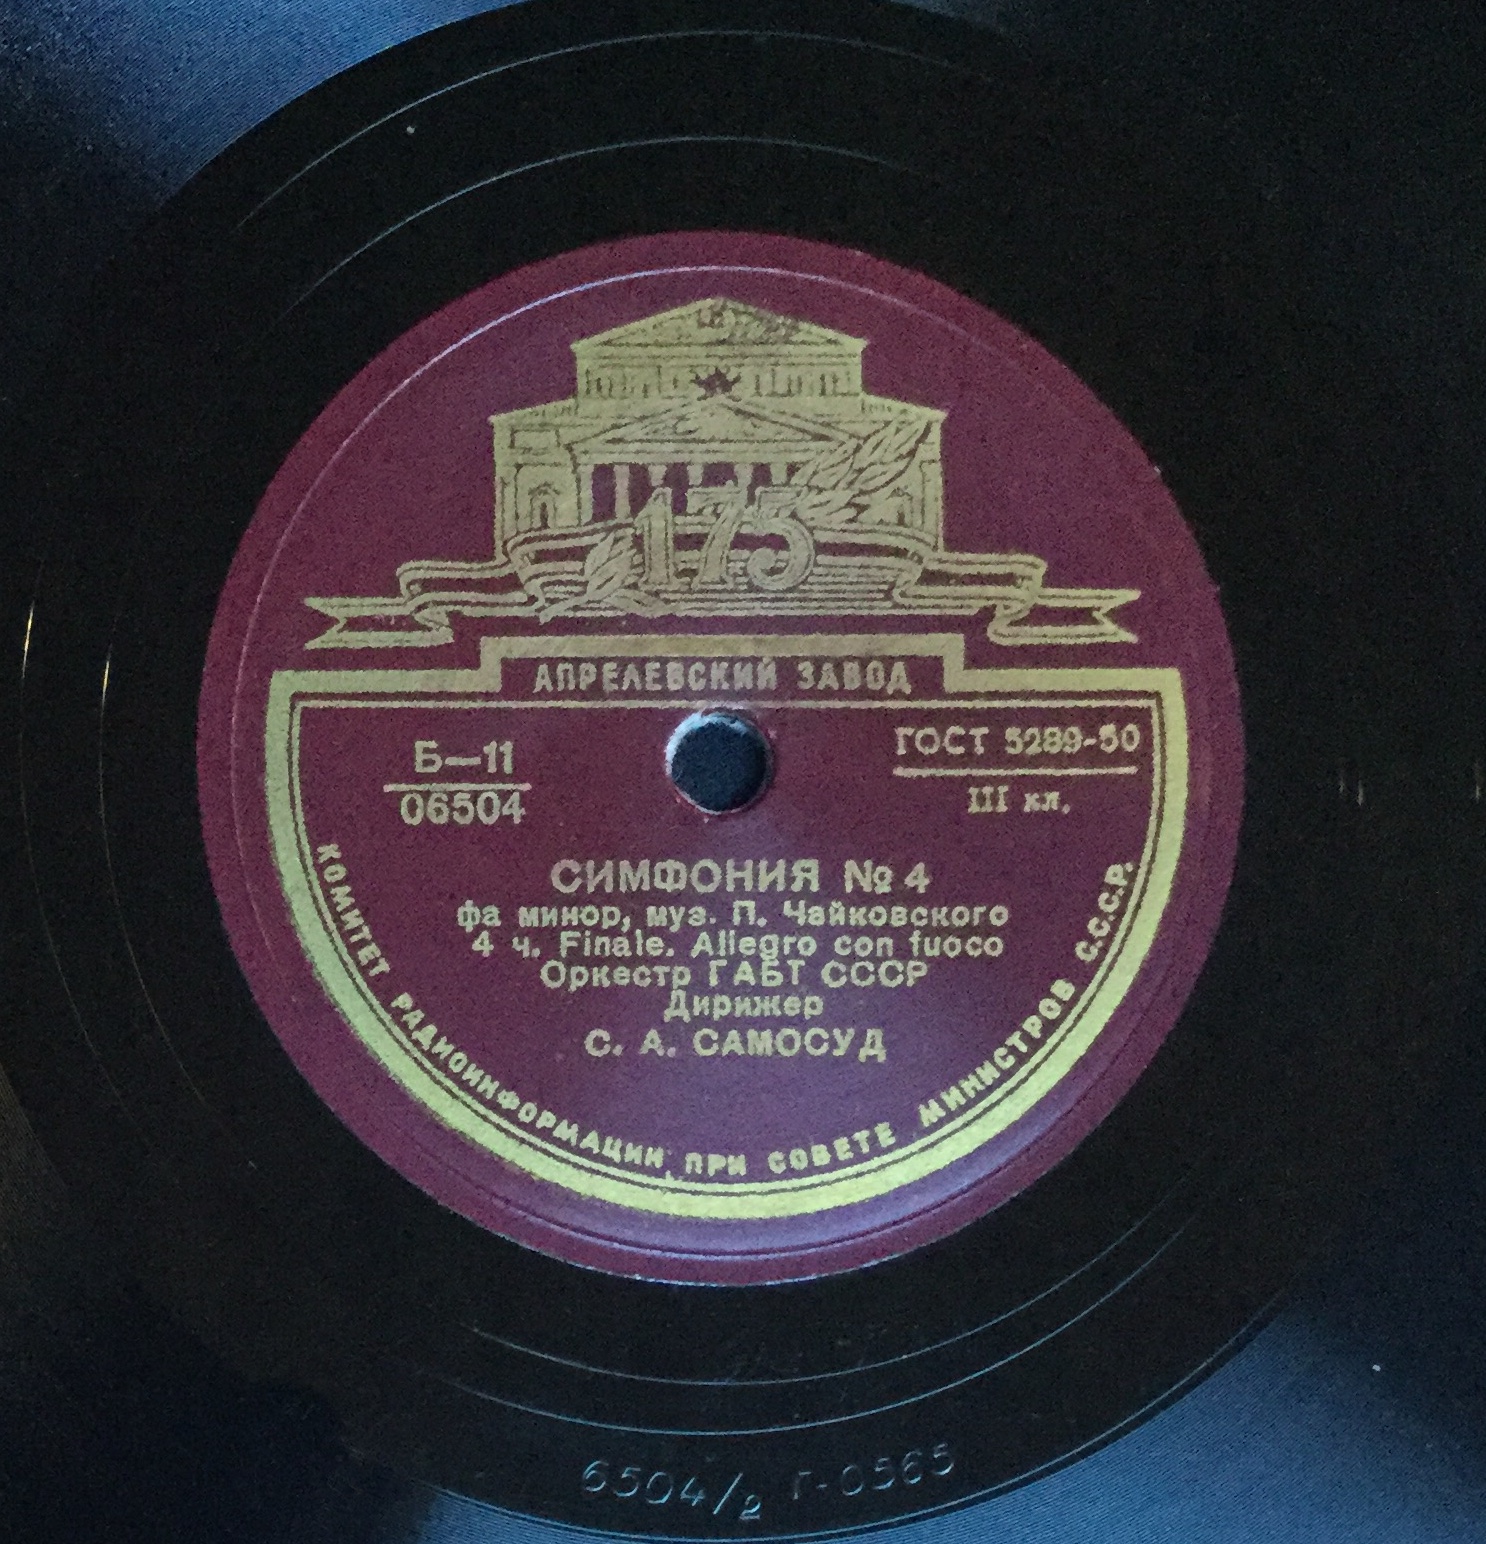 175
АПРЕЛЕВСКИЙ ЗАВОД
Б—11
06504
ГОСТ 5289-50
III кл.
СИМФОНИЯ № 4
фа минор, муз. П. Чайковского
4 ч. Finale. Allegro con fuoco
Оркестр ГАБТ СССР
Дирижер
С. А. САМОСУД
КОМИТЕТ РАДИОИНФОРМАЦИИ ПРИ СОВЕТЕ МИНИСТРОВ С.С.С.Р.
6504/2 Г-0565